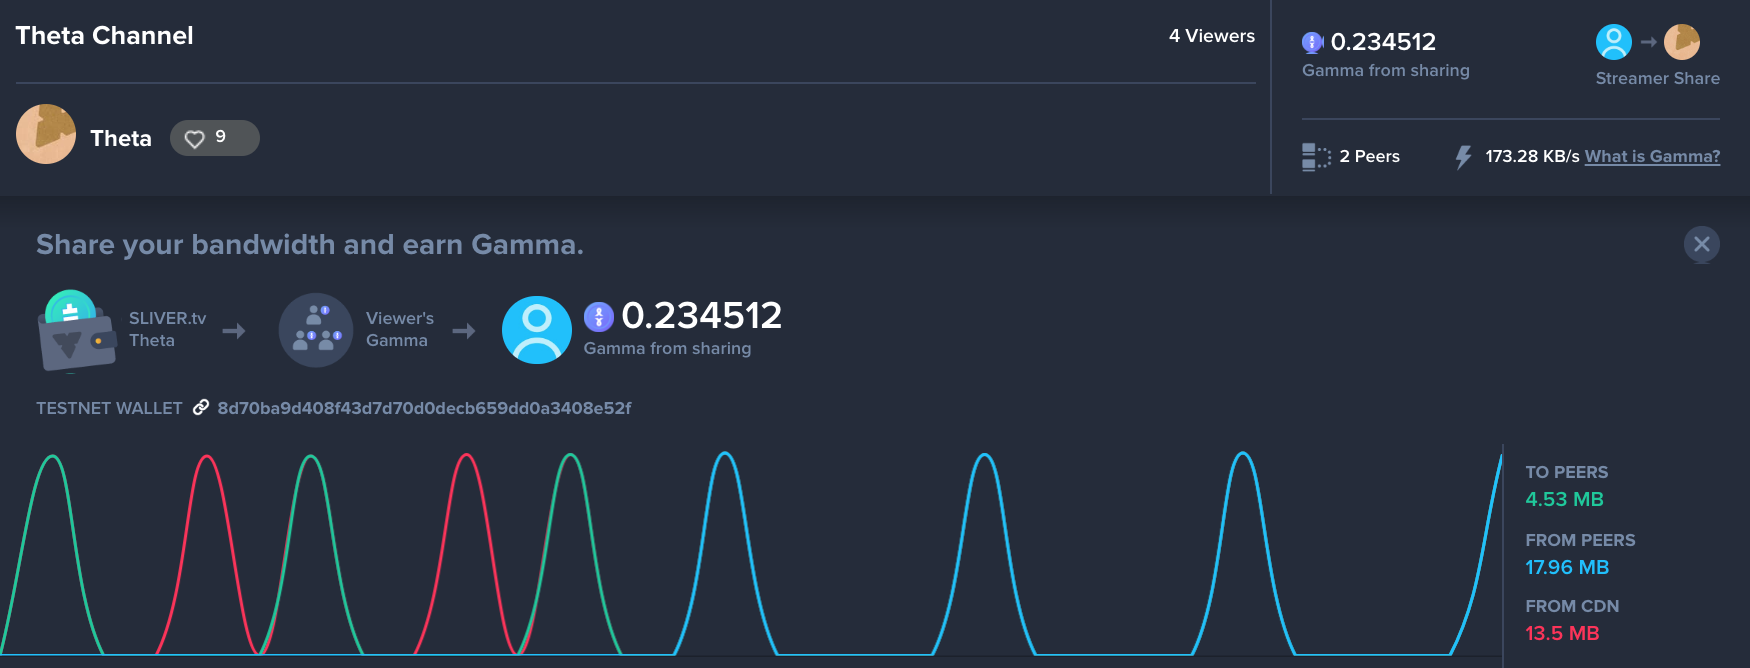 Theta Channel
4 Viewers
0.234512
Gamma from sharing
Streamer Share
Theta
9
2 Peers
173.28 KB/s What is Gamma?
Share your bandwidth and earn Gamma.
SLIVER.tv
Theta
Viewer's
Gamma
0.234512
Gamma from sharing
TESTNET WALLET 8d70ba9d408f43d7d70d0decb659dd0a3408e52f
TO PEERS
4.53 MB
FROM PEERS
17.96 MB
FROM CDN
13.5 MB